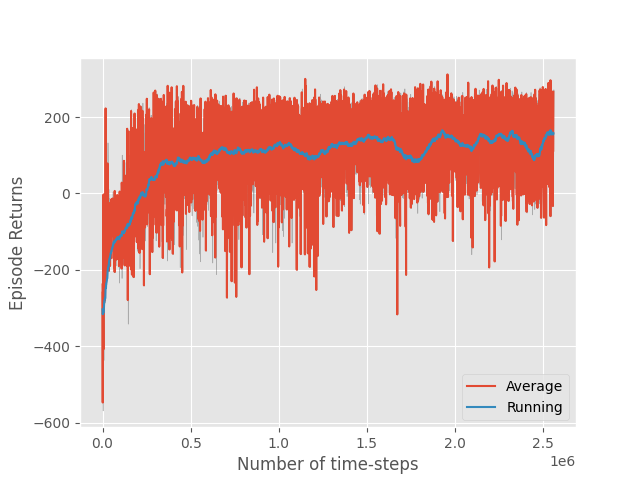 Episode Returns
200
0
−200
−400
−600
0.0 0.5 1.0 1.5 2.0 2.5
1e6
Number of time-steps
Average
Running